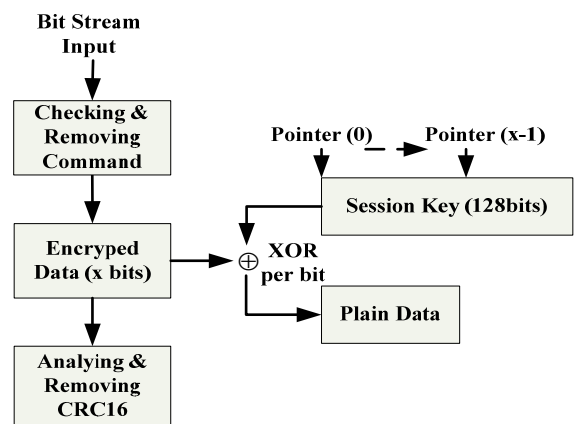 Bit Stream
Input
Checking &
Removing
Command
Pointer (0)
Pointer (x-1)
Session Key (128bits)
Encryped
Data (x bits)
⊕
XOR
per bit
Plain Data
Analying &
Removing
CRC16